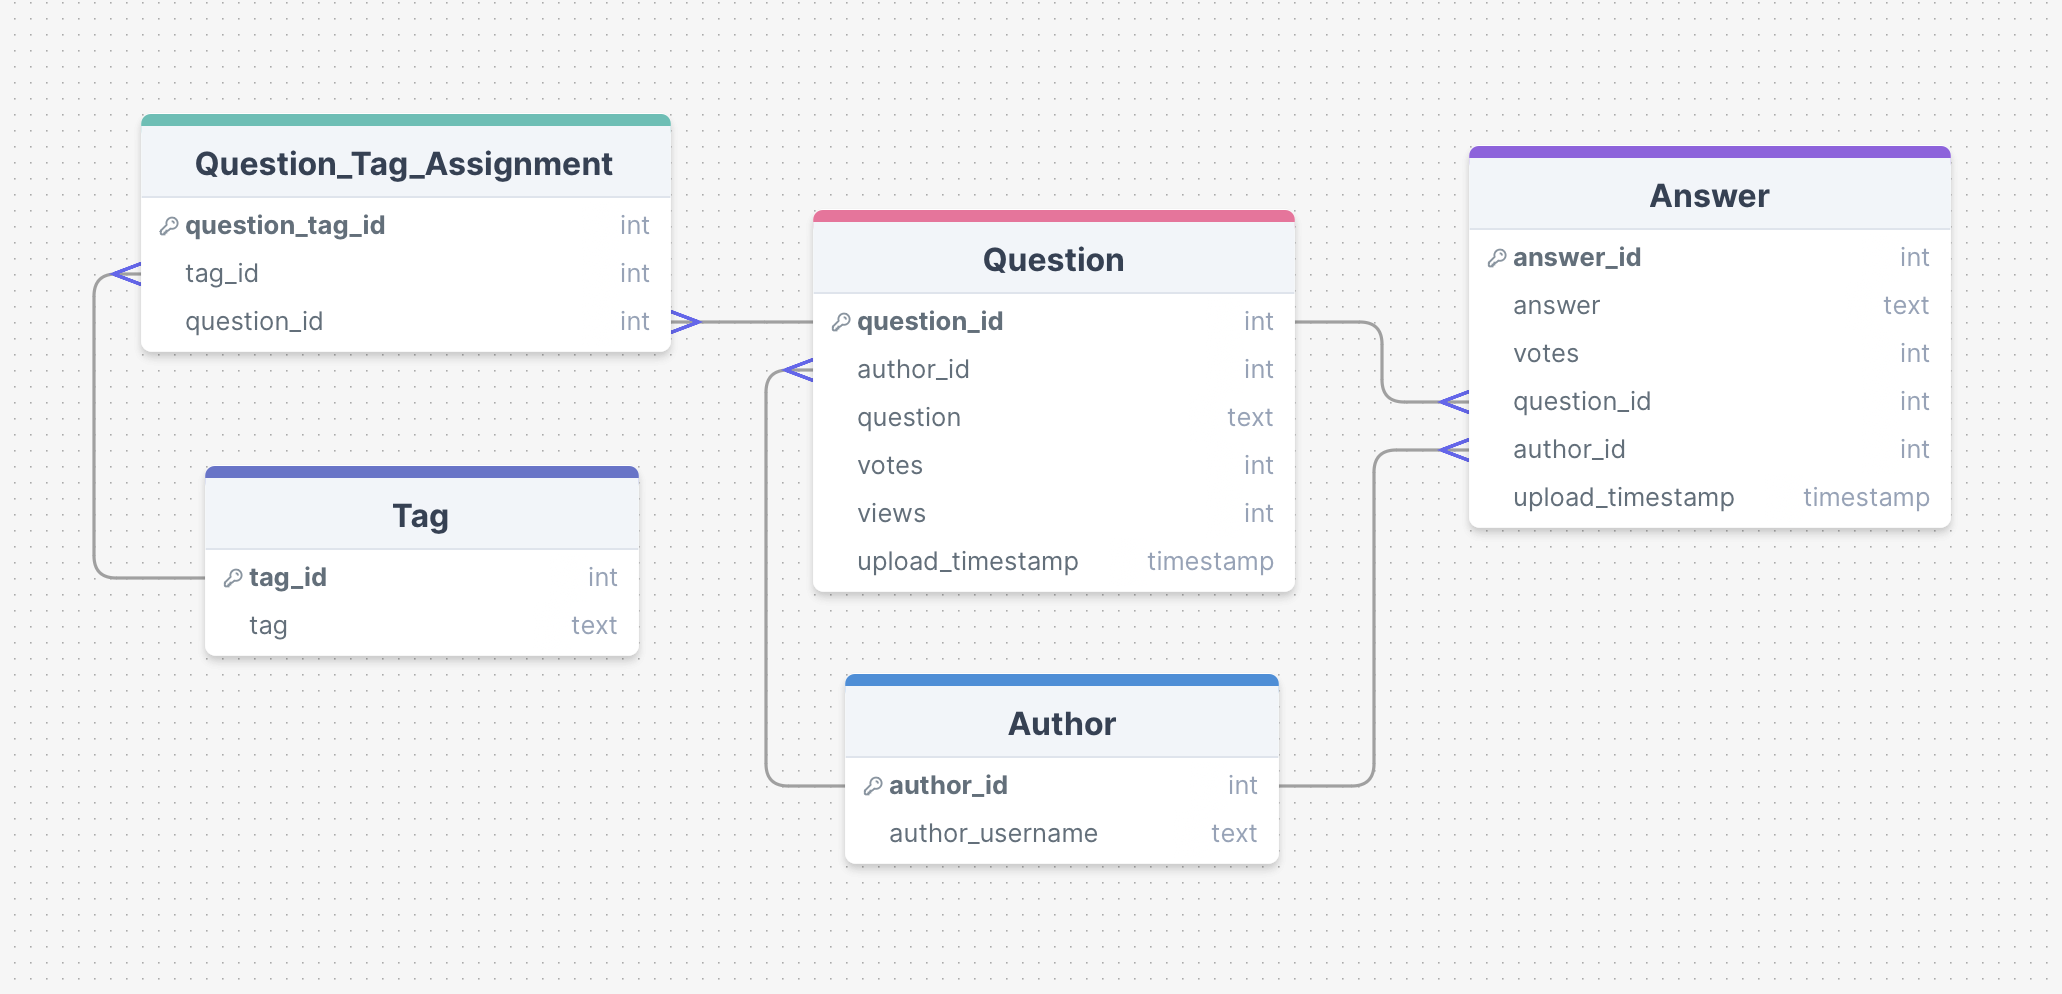 Question_Tag_Assignment
question_tag_id int
tag_id int
question_id int
Tag
tag_id int
tag text
Question
question_id int
author_id int
question text
votes int
views int
upload_timestamp timestamp
Author
author_id int
author_username text
Answer
answer_id int
answer text
votes int
question_id int
author_id int
upload_timestamp timestamp